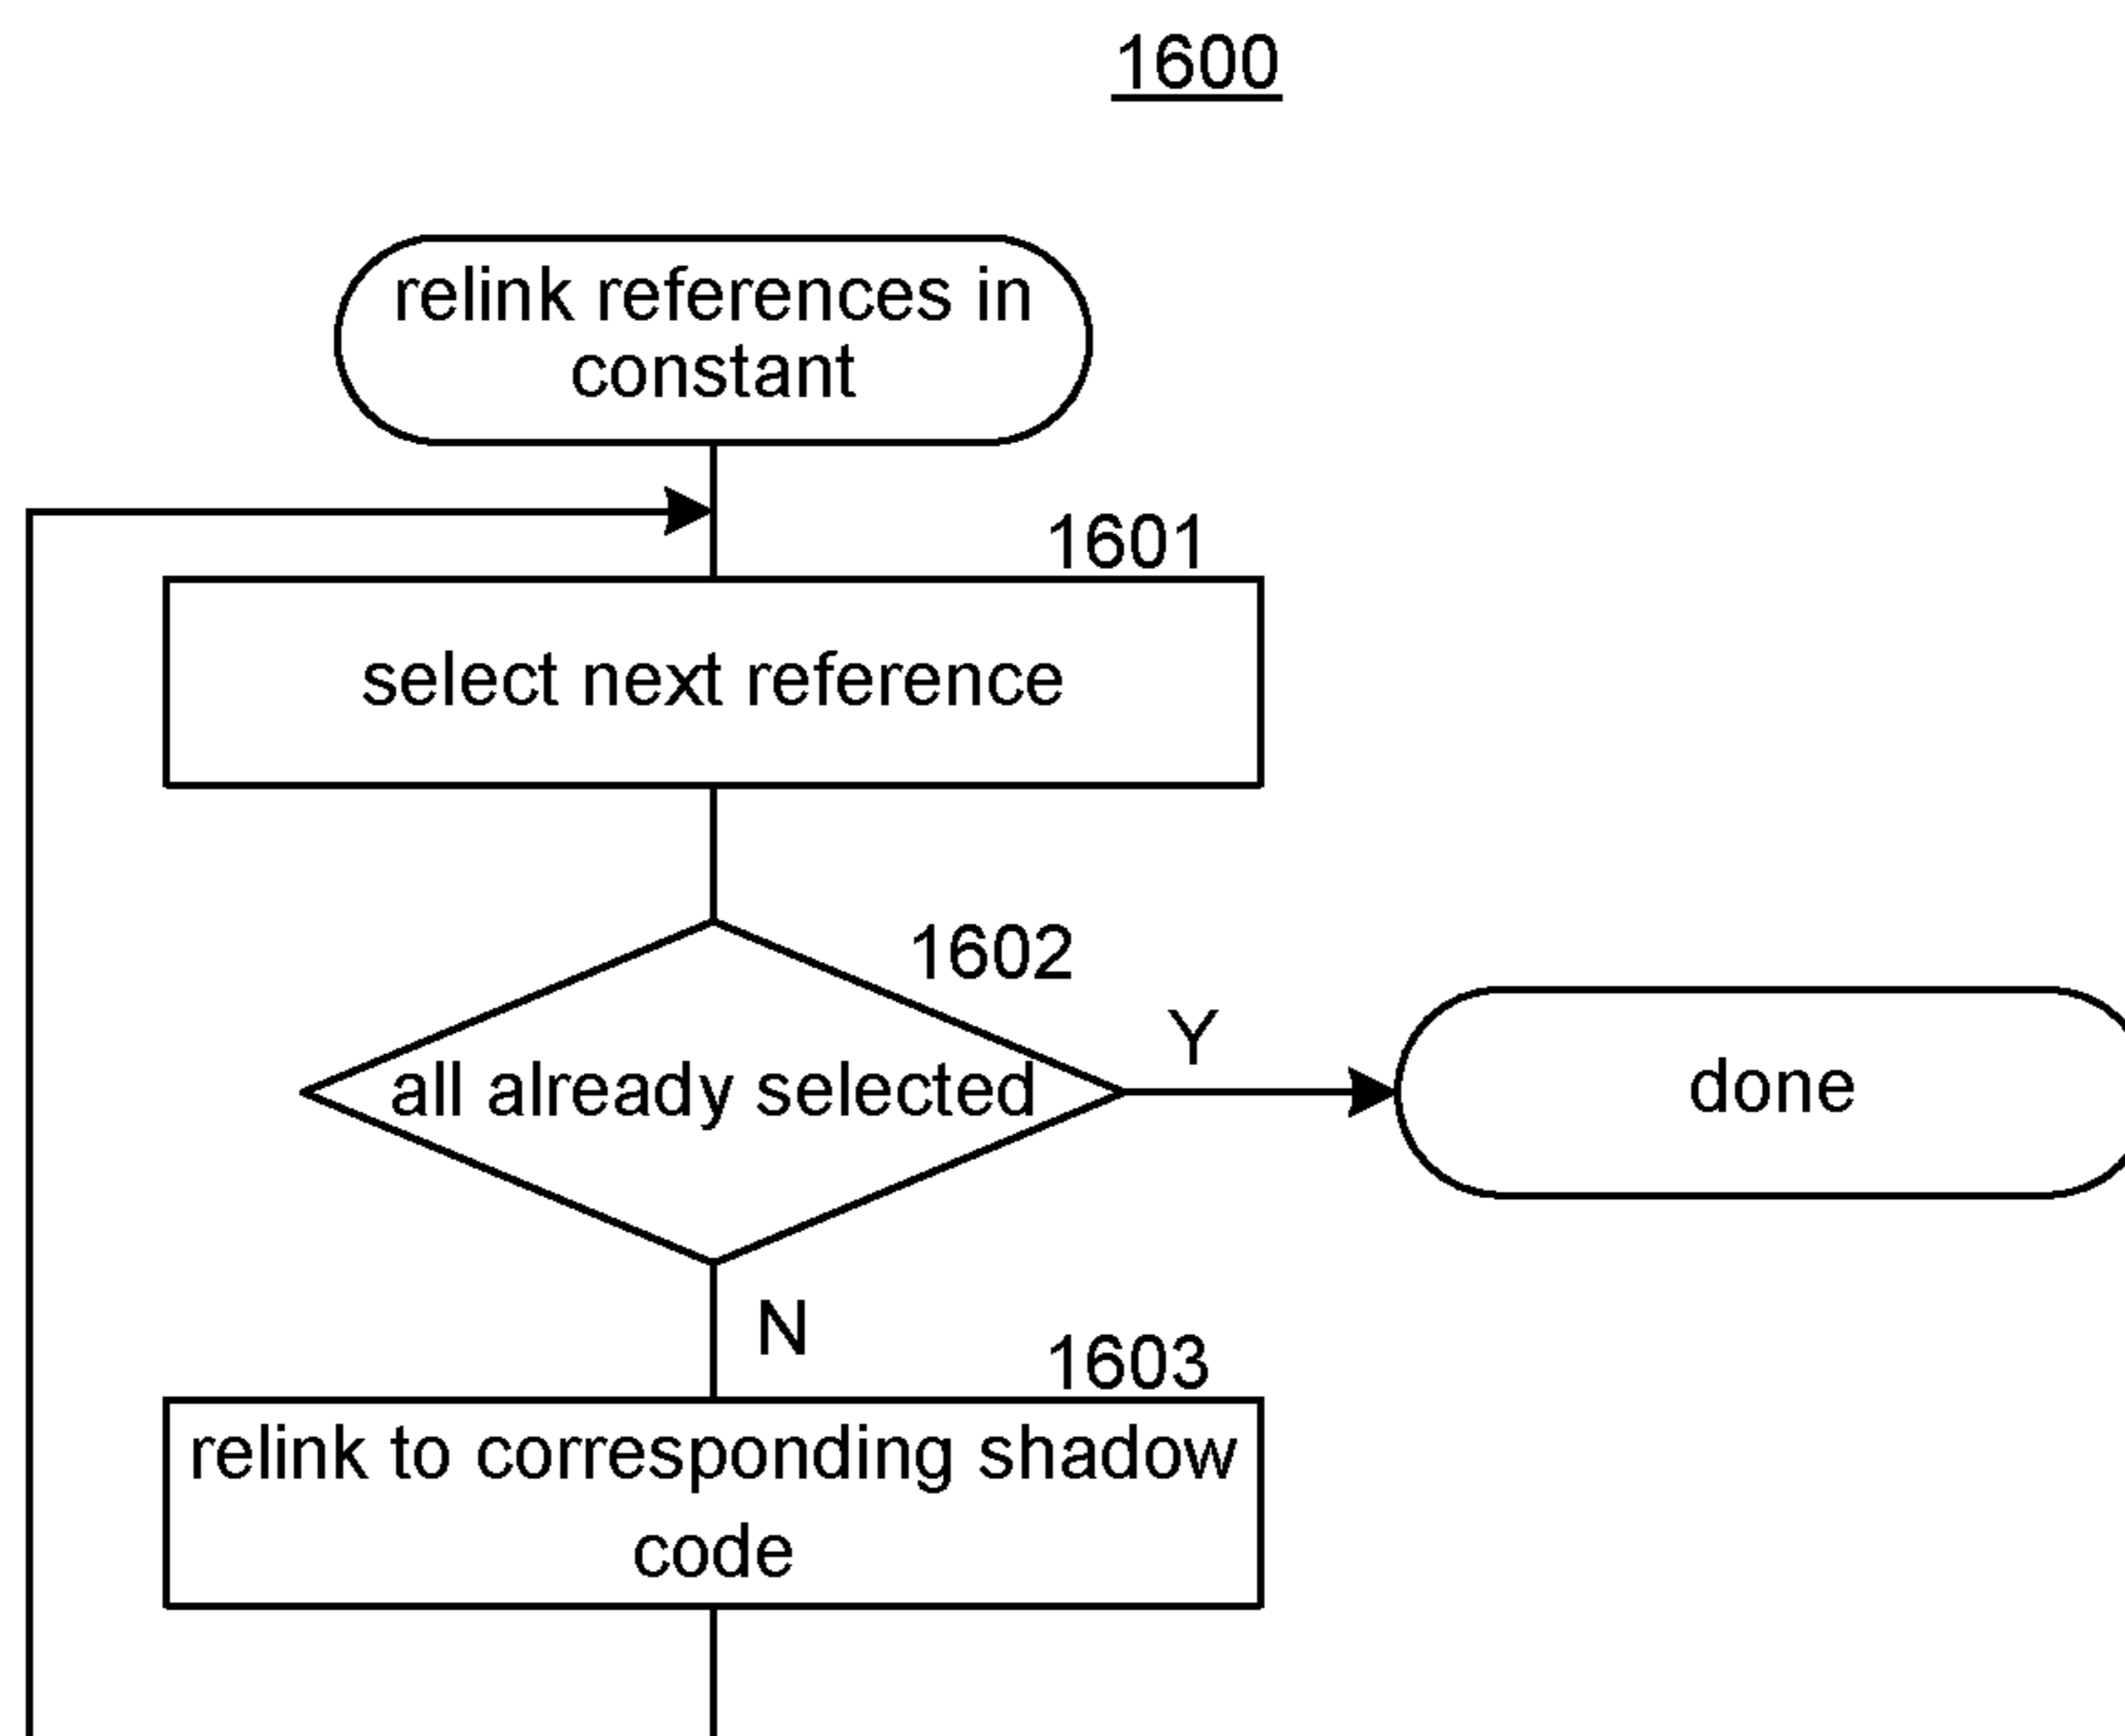 1600
relink references in
constant
1601
select next reference
1602
all already selected
Y
done
N
1603
relink to corresponding shadow
code